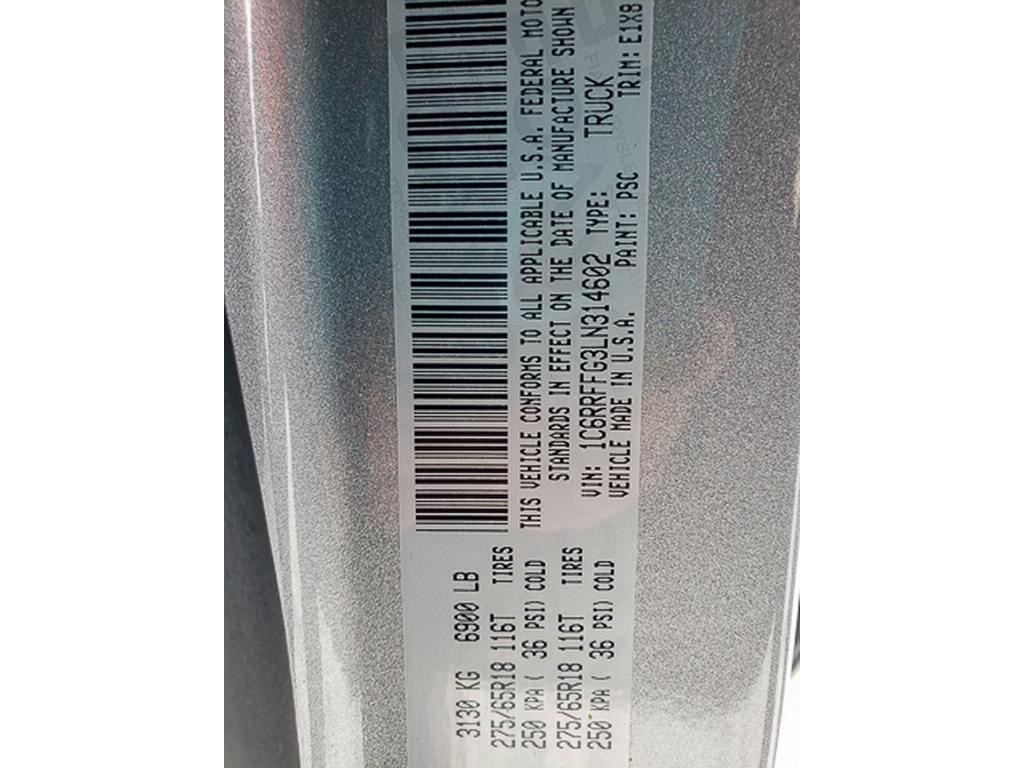 3130 KG 6900 LB
275/65R18 116T TIRES
250 KPA ( 36 PSI) COLD
275/65R18 116T TIRES
250 KPA ( 36 PSI) COLD
THIS VEHICLE CONFORMS TO ALL APPLICABLE U.S.A. FEDERAL MOTO
STANDARDS IN EFFECT ON THE DATE OF MANUFACTURE SHOWN
VIN: 1C6RRFFG3LN314602 TYPE: TRUCK
VEHICLE MADE IN U.S.A. PAINT: PSC TRIM: E1X8